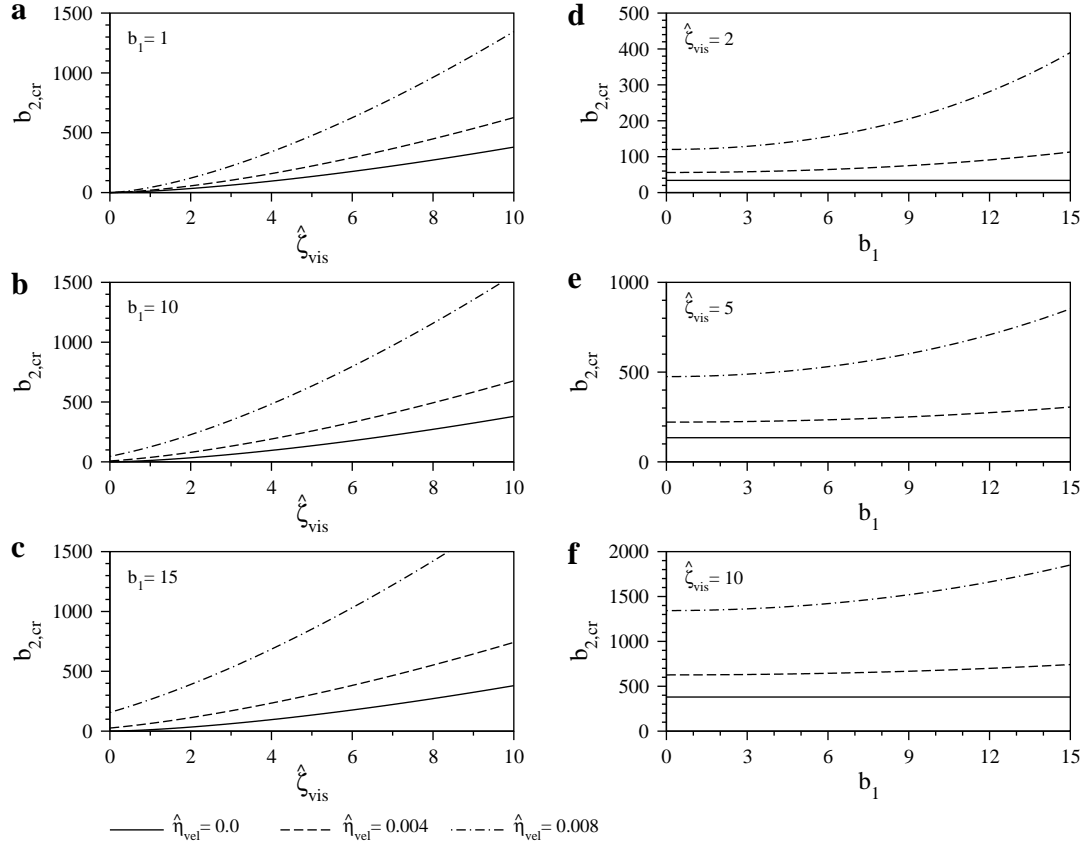 a
b₁= 1
1500
1000
500
0
b₂,cr
0 2 4 6 8 10
ζ̂vis
b
b₁= 10
1500
1000
500
0
b₂,cr
0 2 4 6 8 10
ζ̂vis
c
b₁= 15
1500
1000
500
0
b₂,cr
0 2 4 6 8 10
ζ̂vis
d
ζ̂vis= 2
500
400
300
200
100
0
b₂,cr
0 3 6 9 12 15
b₁
e
ζ̂vis= 5
1000
500
0
b₂,cr
0 3 6 9 12 15
b₁
f
ζ̂vis= 10
2000
1500
1000
500
0
b₂,cr
0 3 6 9 12 15
b₁
η̂vel= 0.0 η̂vel= 0.004 η̂vel= 0.008